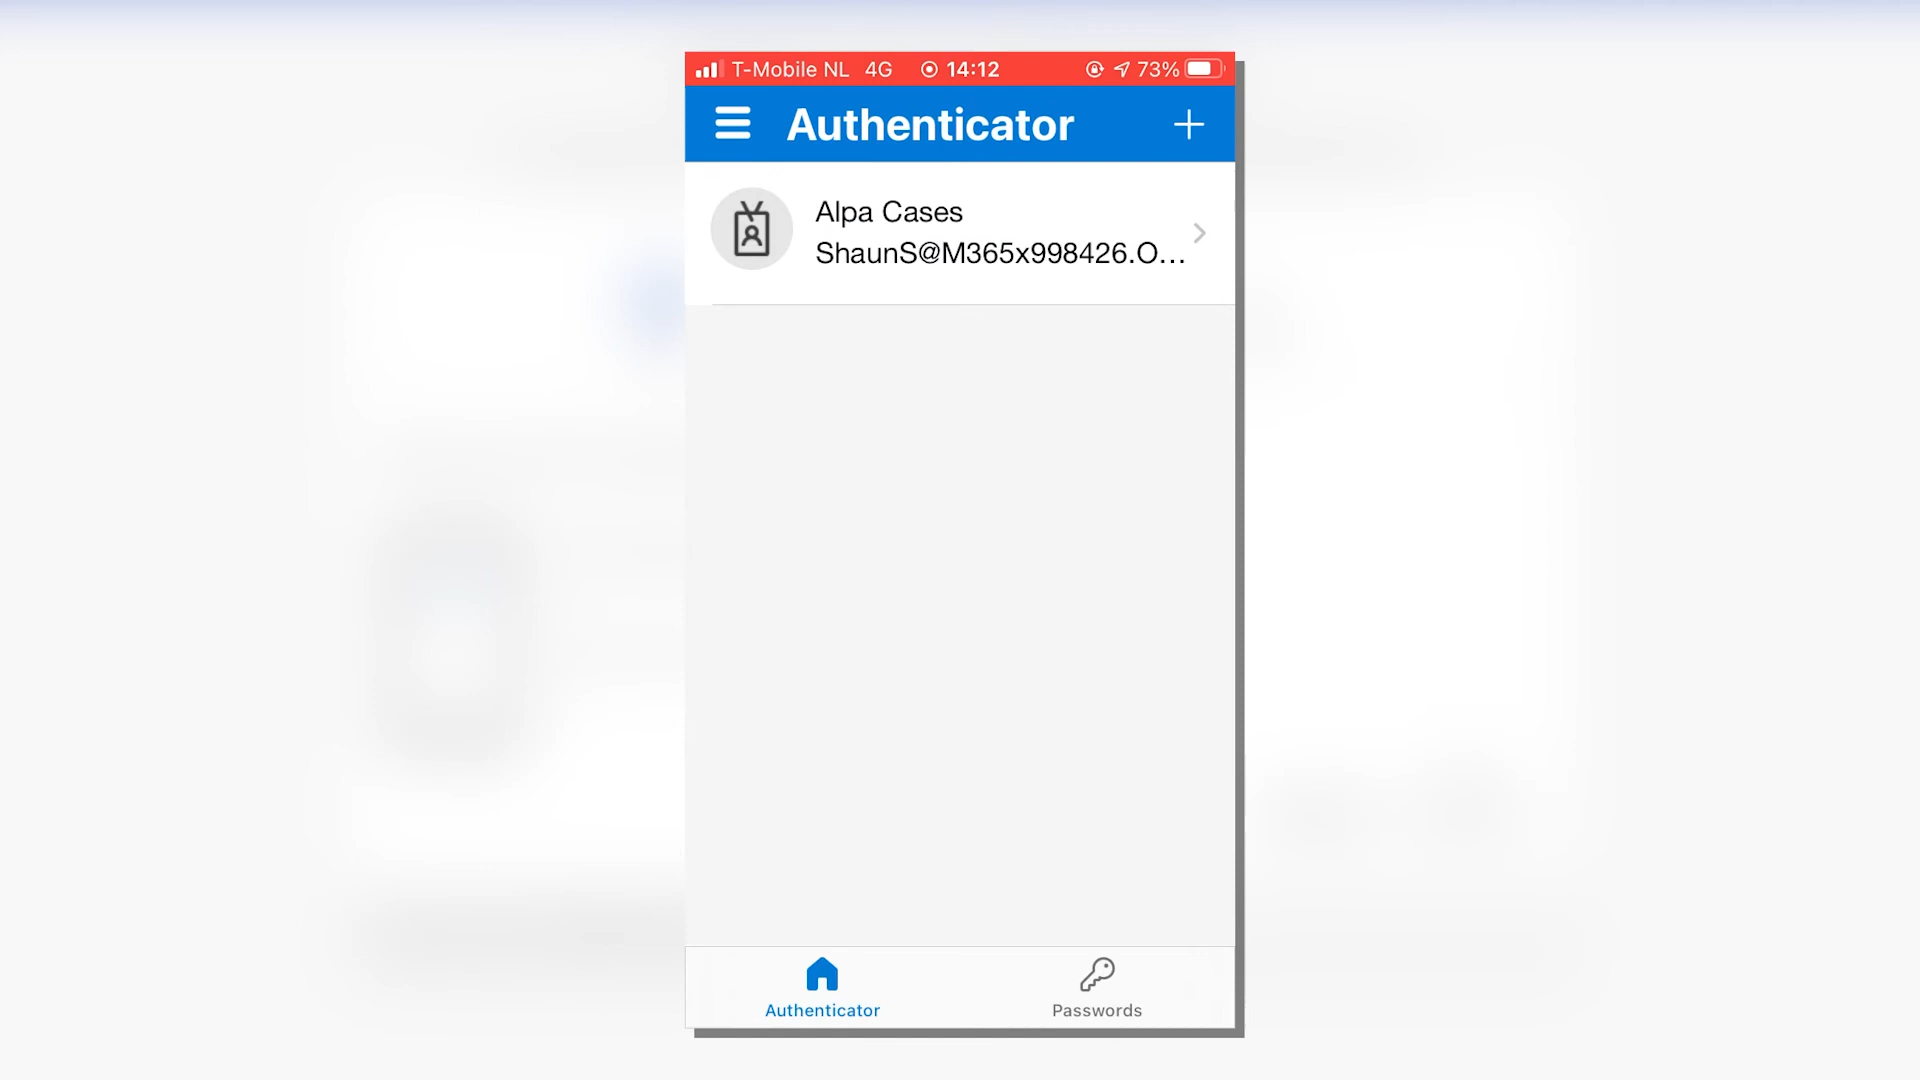 T-Mobile NL 4G 14:12 73%
Authenticator
Alpa Cases
ShaunS@M365x998426.O...
Authenticator Passwords